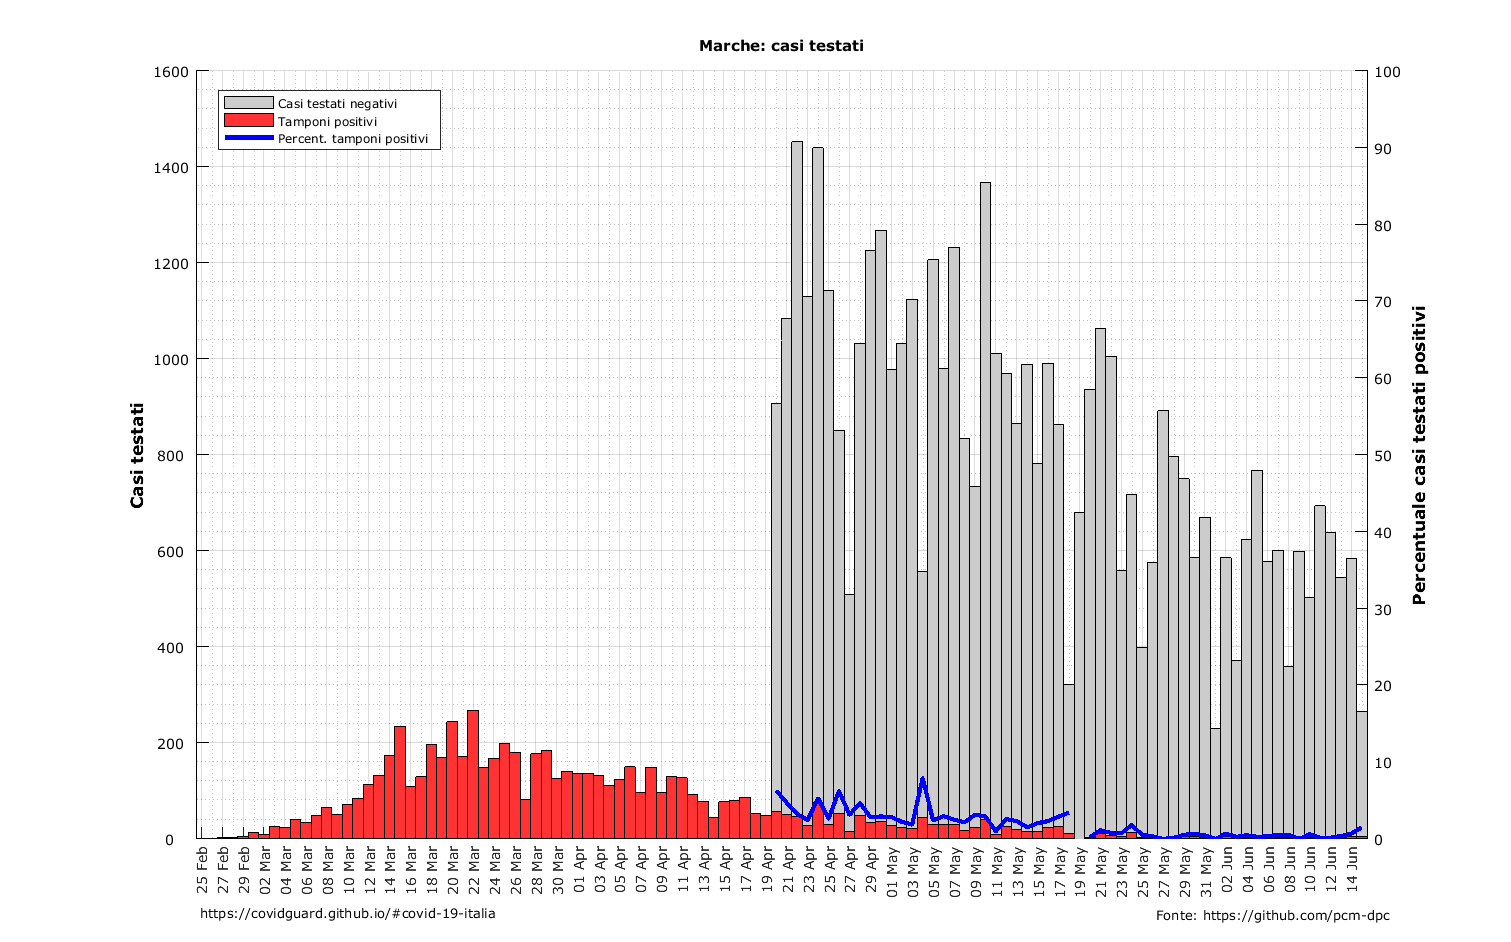 Marche: casi testati
Casi testati negativi
Tamponi positivi
Percent. tamponi positivi
Casi testati
1600
1400
1200
1000
800
600
400
200
0
100
90
80
70
60
50
40
30
20
10
0
Percentuale casi testati positivi
25 Feb
27 Feb
29 Feb
02 Mar
04 Mar
06 Mar
08 Mar
10 Mar
12 Mar
14 Mar
16 Mar
18 Mar
20 Mar
22 Mar
24 Mar
26 Mar
28 Mar
30 Mar
01 Apr
03 Apr
05 Apr
07 Apr
09 Apr
11 Apr
13 Apr
15 Apr
17 Apr
19 Apr
21 Apr
23 Apr
25 Apr
27 Apr
29 Apr
01 May
03 May
05 May
07 May
09 May
11 May
13 May
15 May
17 May
19 May
21 May
23 May
25 May
27 May
29 May
31 May
02 Jun
04 Jun
06 Jun
08 Jun
10 Jun
12 Jun
14 Jun
https://covidguard.github.io/#covid-19-italia
Fonte: https://github.com/pcm-dpc